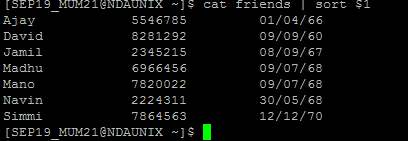 [SEP19_MUM21@NDAUNIX ~]$ cat friends | sort $1
Ajay 5546785 01/04/66
David 8281292 09/09/60
Jamil 2345215 08/09/67
Madhu 6966456 09/07/68
Mano 7820022 09/07/68
Navin 2224311 30/05/68
Simmi 7864563 12/12/70
[SEP19_MUM21@NDAUNIX ~]$